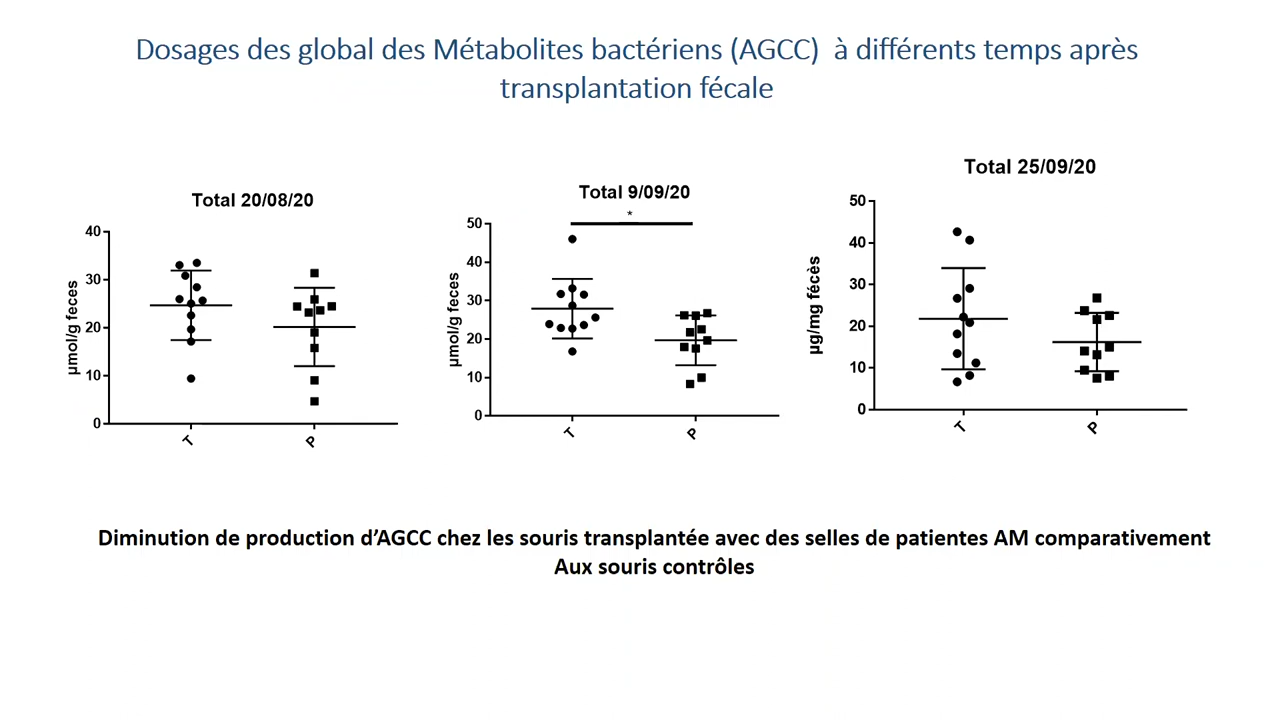 Dosages des global des Métabolites bactériens (AGCC)  à différents temps après
transplantation fécale
Total 20/08/20
40
30
20
10
0
µmol/g feces
T
P
Total 9/09/20
*
50
40
30
20
10
0
µmol/g feces
T
P
Total 25/09/20
50
40
30
20
10
0
µg/mg fécès
T
P
Diminution de production d’AGCC chez les souris transplantée avec des selles de patientes AM comparativement
Aux souris contrôles